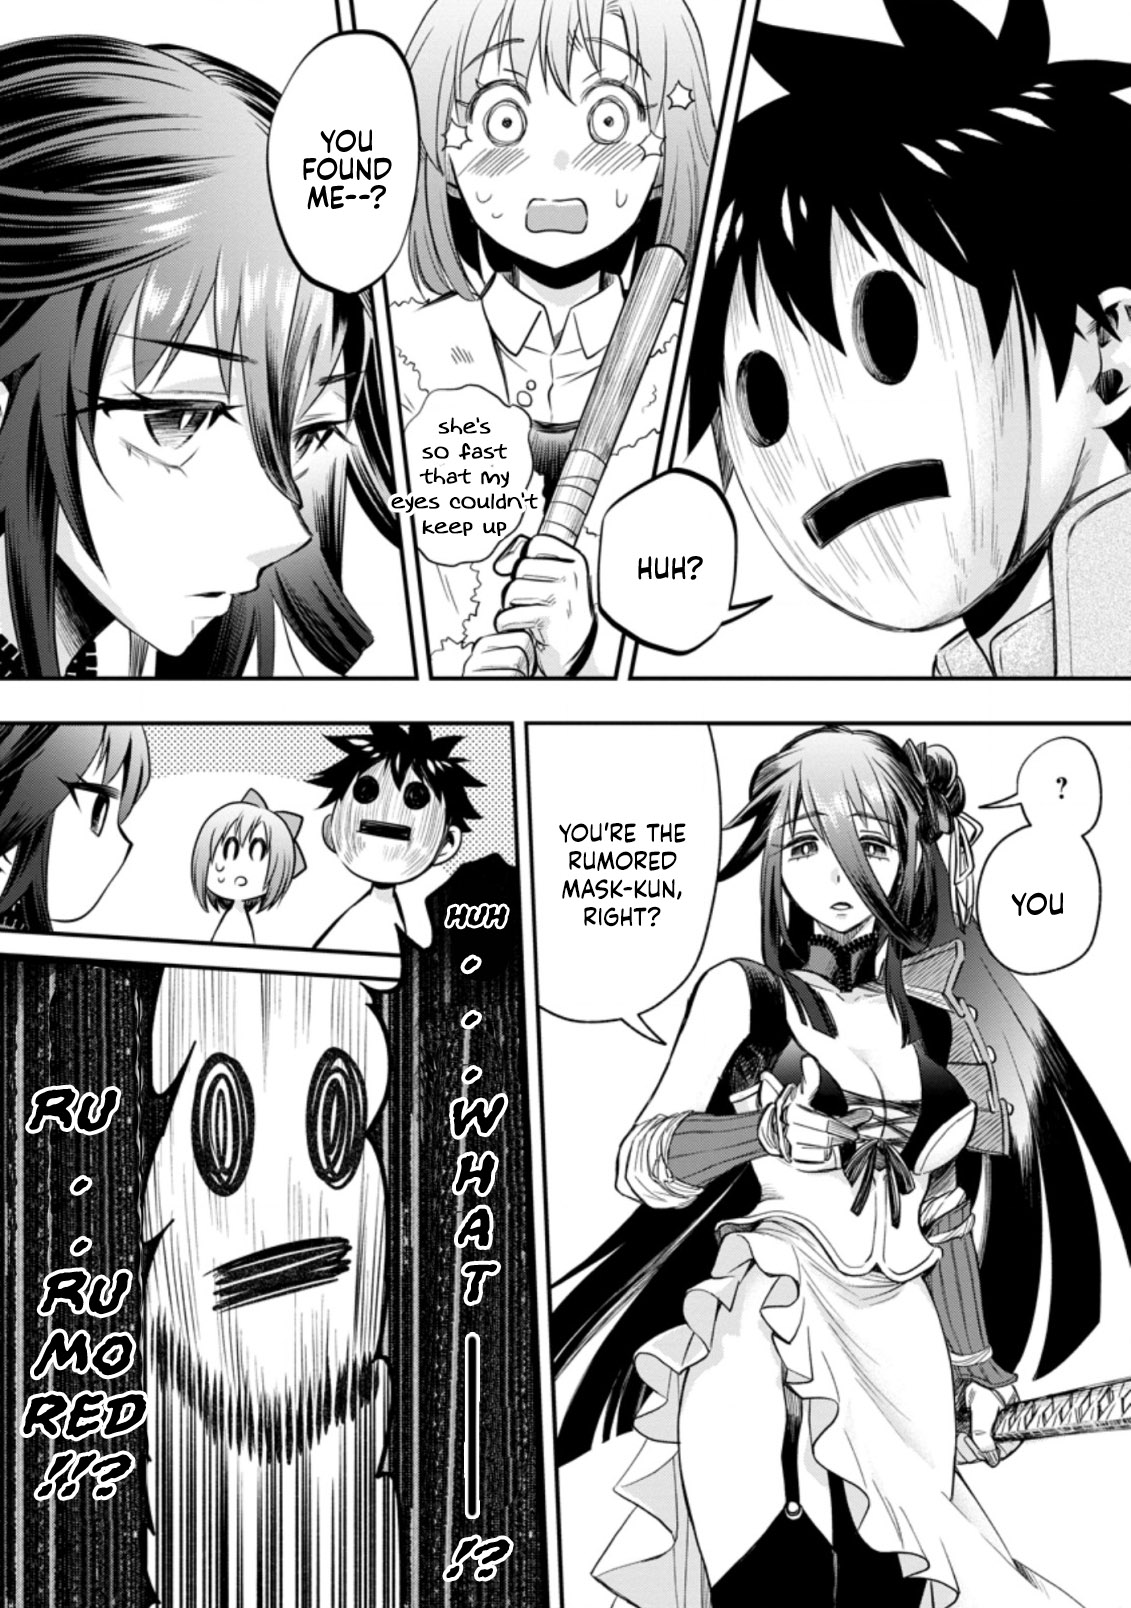 HUH?
she's
so fast
that my
eyes couldn't
keep up
YOU
FOUND
ME--?
?
YOU
YOU'RE THE
RUMORED
MASK-KUN,
RIGHT?
HUH
.
.
.
W
H
A
T
—
!?
RU
.
.
RU
MO
RED
!!?